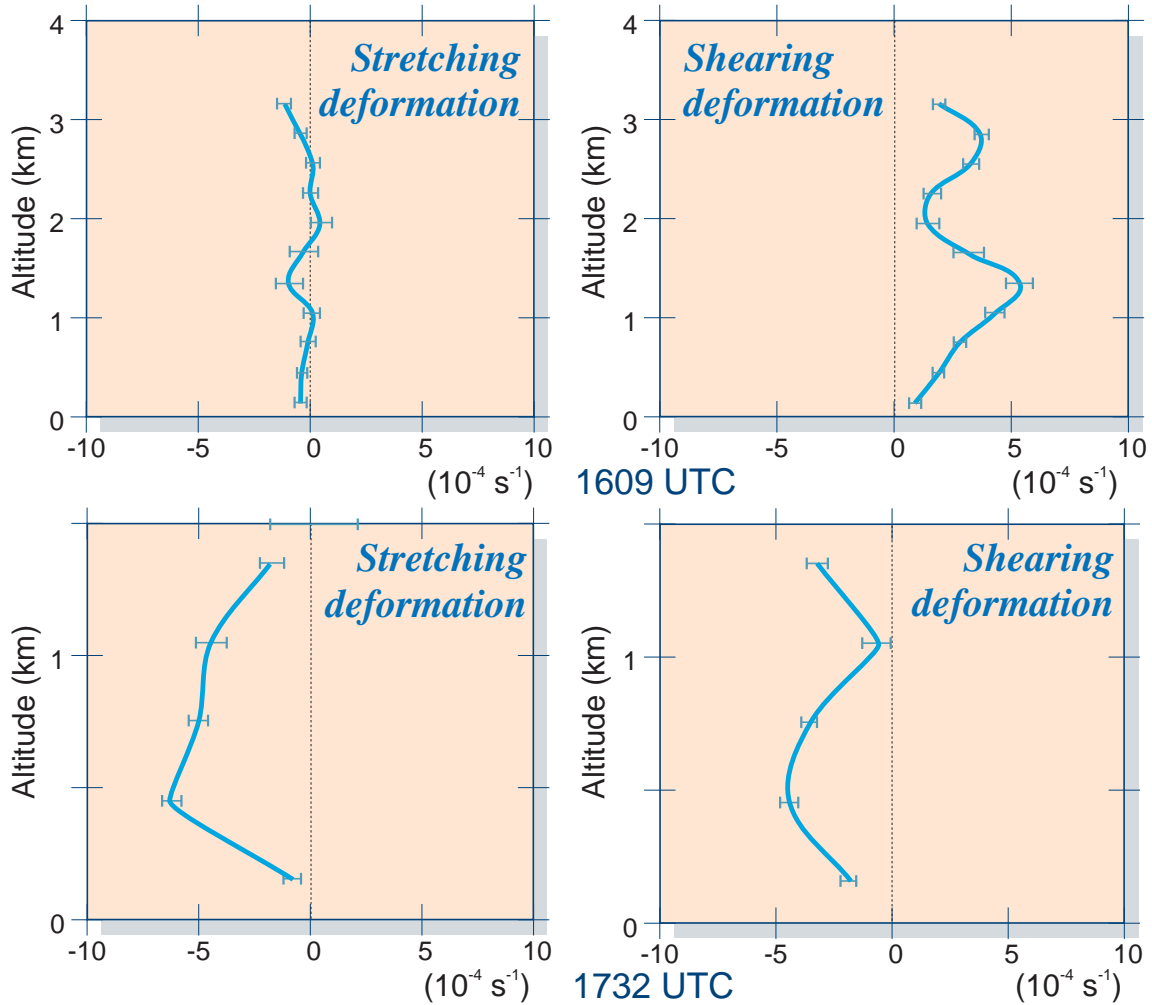 4
3
2
1
0
Altitude (km)
Stretching
deformation
-10
-5
0
5
10
(10⁻⁴ s⁻¹)
4
3
2
1
0
Altitude (km)
Shearing
deformation
-10
-5
0
5
10
(10⁻⁴ s⁻¹)
1609 UTC
1
0
Altitude (km)
Stretching
deformation
-10
-5
0
5
10
(10⁻⁴ s⁻¹)
1
0
Altitude (km)
Shearing
deformation
-10
-5
0
5
10
(10⁻⁴ s⁻¹)
1732 UTC